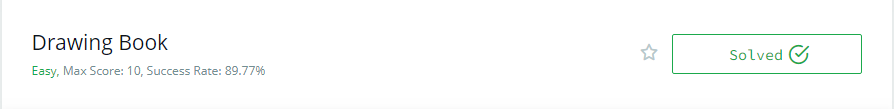 Drawing Book
Easy, Max Score: 10, Success Rate: 89.77%
Solved